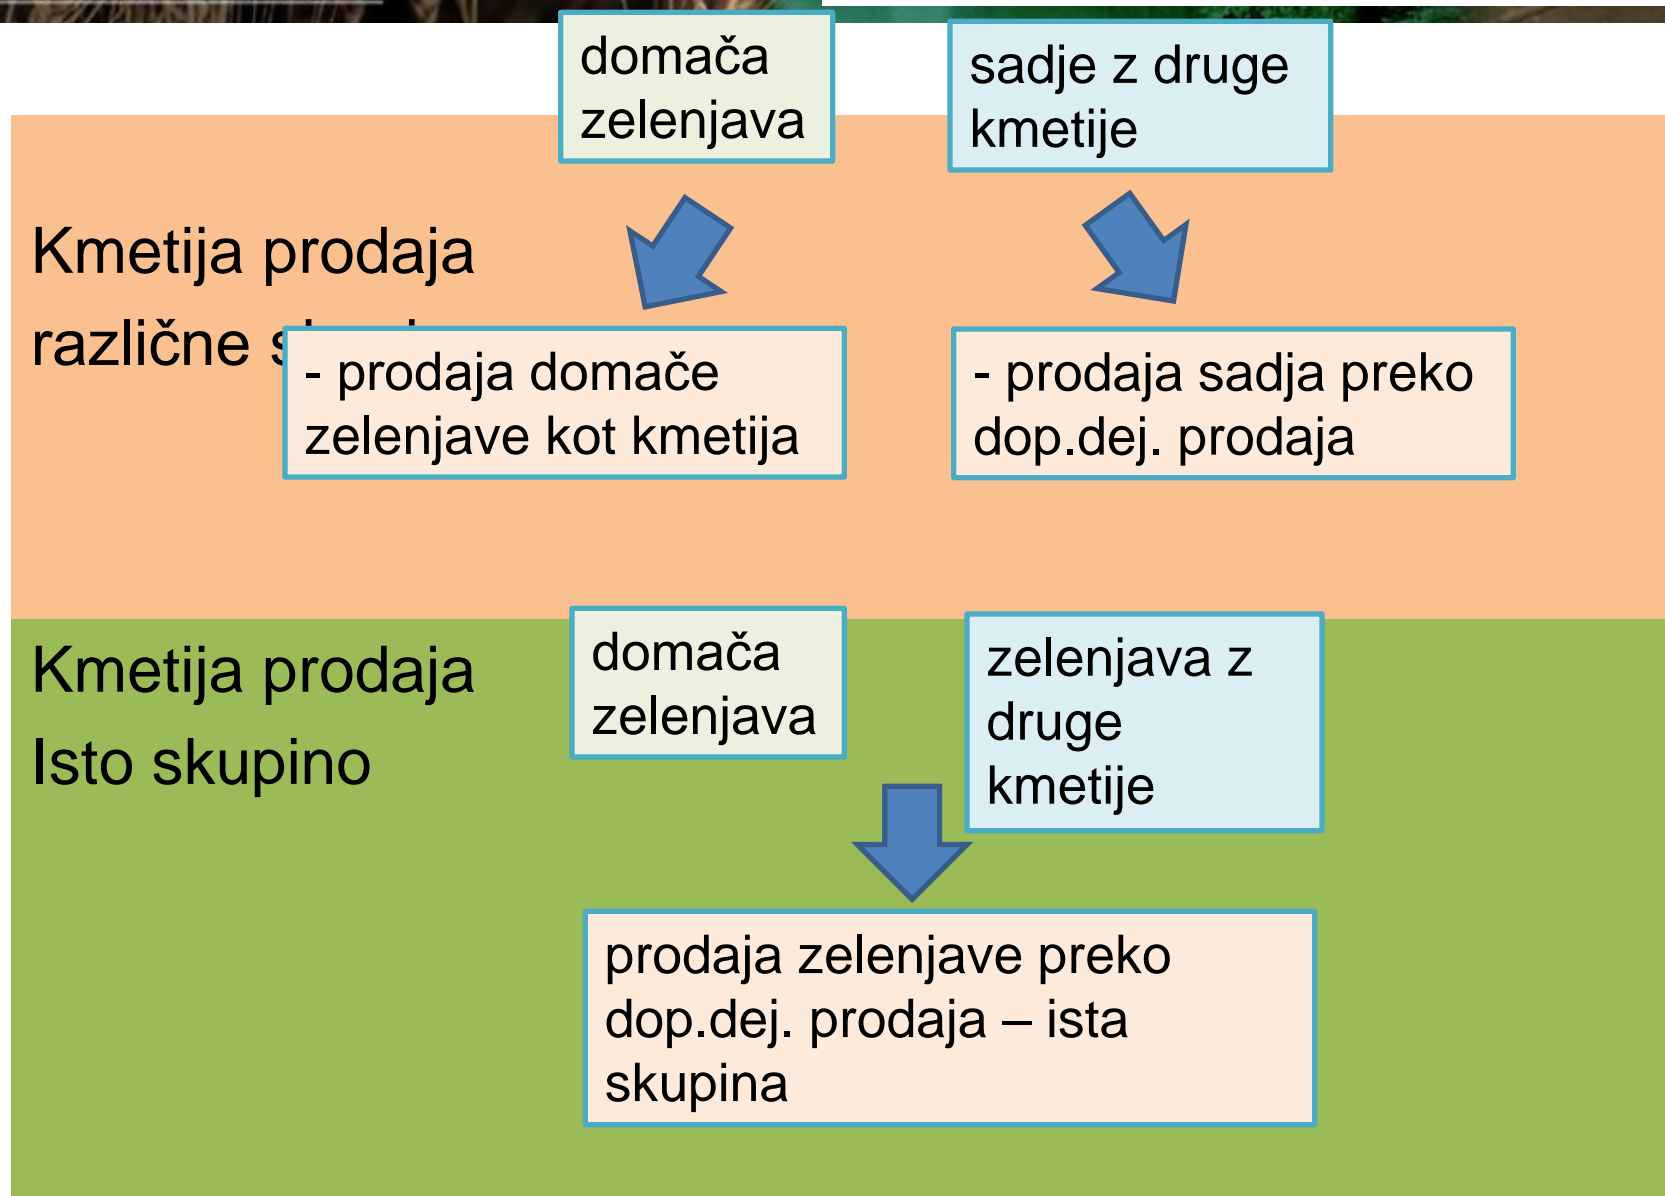 domača
zelenjava
sadje z druge
kmetije
Kmetija prodaja
različne
- prodaja domače
zelenjave kot kmetija
- prodaja sadja preko
dop.dej. prodaja
Kmetija prodaja
Isto skupino
domača
zelenjava
zelenjava z
druge
kmetije
prodaja zelenjave preko
dop.dej. prodaja – ista
skupina